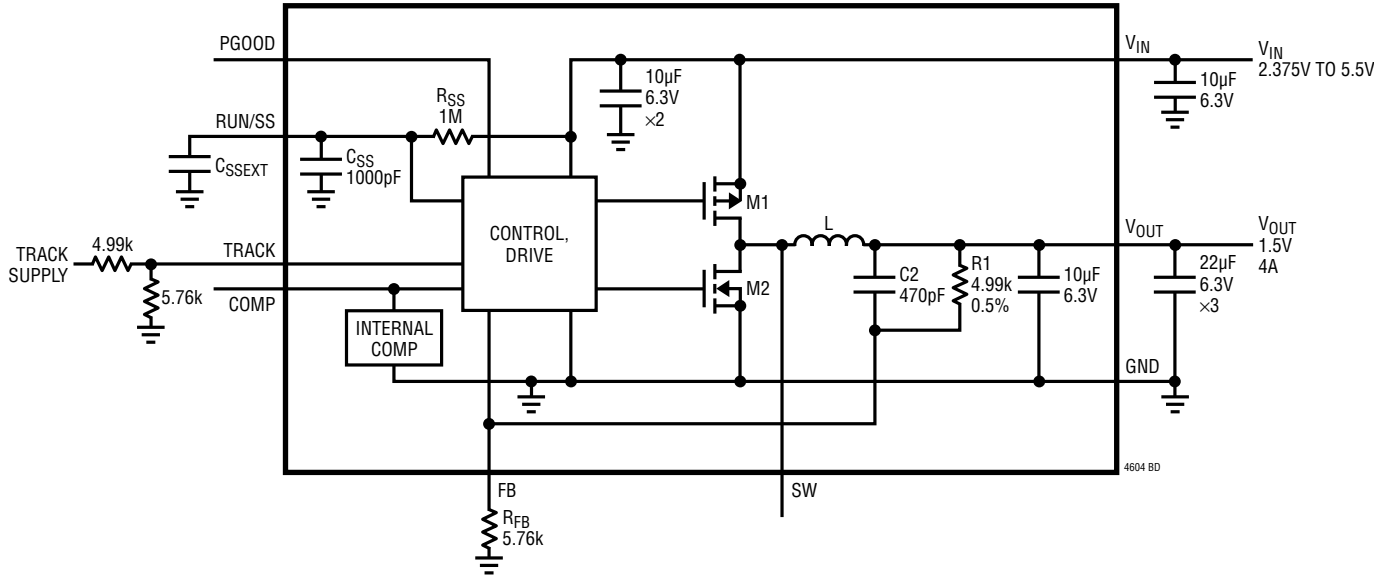 PGOOD
RUN/SS
CSSEXT
CSS
1000pF
RSS
1M
10µF
6.3V
×2
VIN
10µF
6.3V
VIN
2.375V TO 5.5V
TRACK
SUPPLY
4.99k
5.76k
TRACK
COMP
INTERNAL
COMP
CONTROL,
DRIVE
M1
M2
L
C2
470pF
R1
4.99k
0.5%
10µF
6.3V
VOUT
VOUT
1.5V
4A
22µF
6.3V
×3
GND
4604 BD
FB
RFB
5.76k
SW